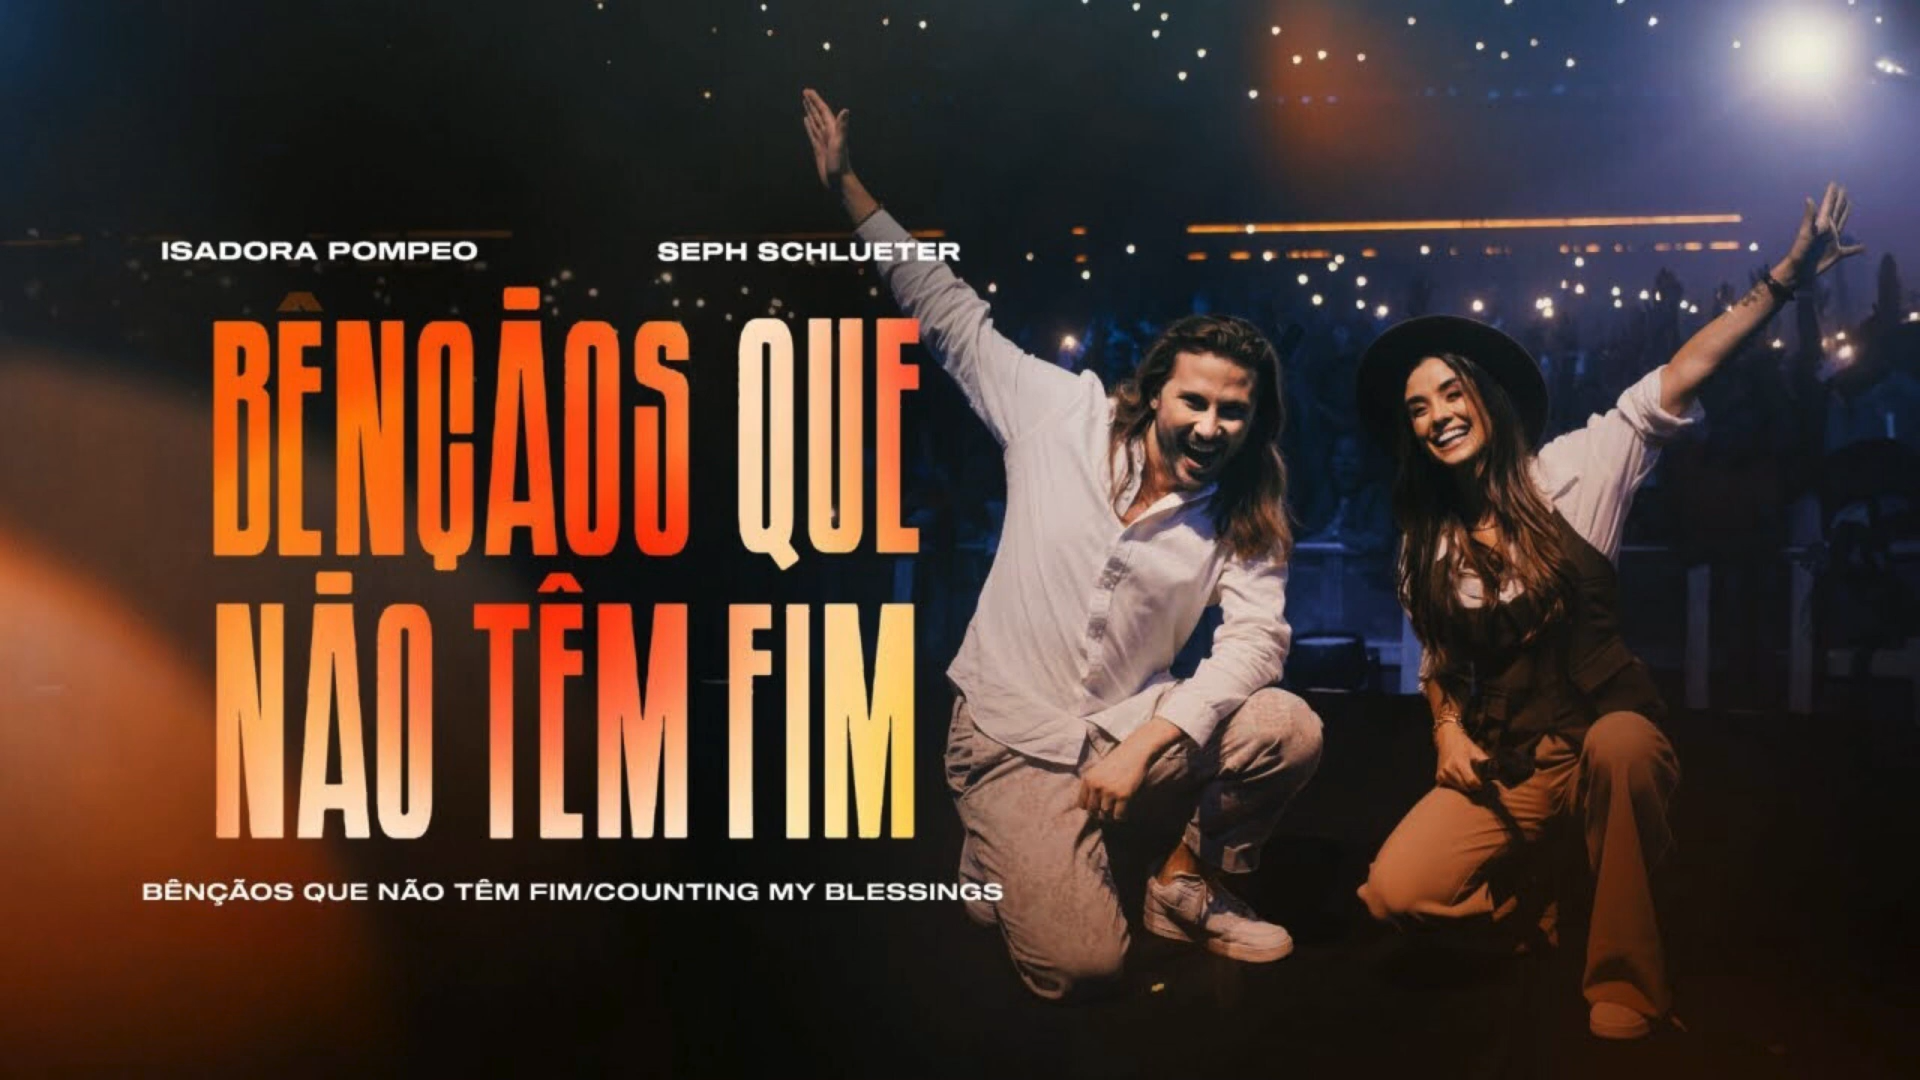 ISADORA POMPEO
SEPH SCHLUETER
BÊNÇÃOS QUE
NÃO TÊM FIM
BÊNÇÃOS QUE NÃO TÊM FIM/COUNTING MY BLESSINGS